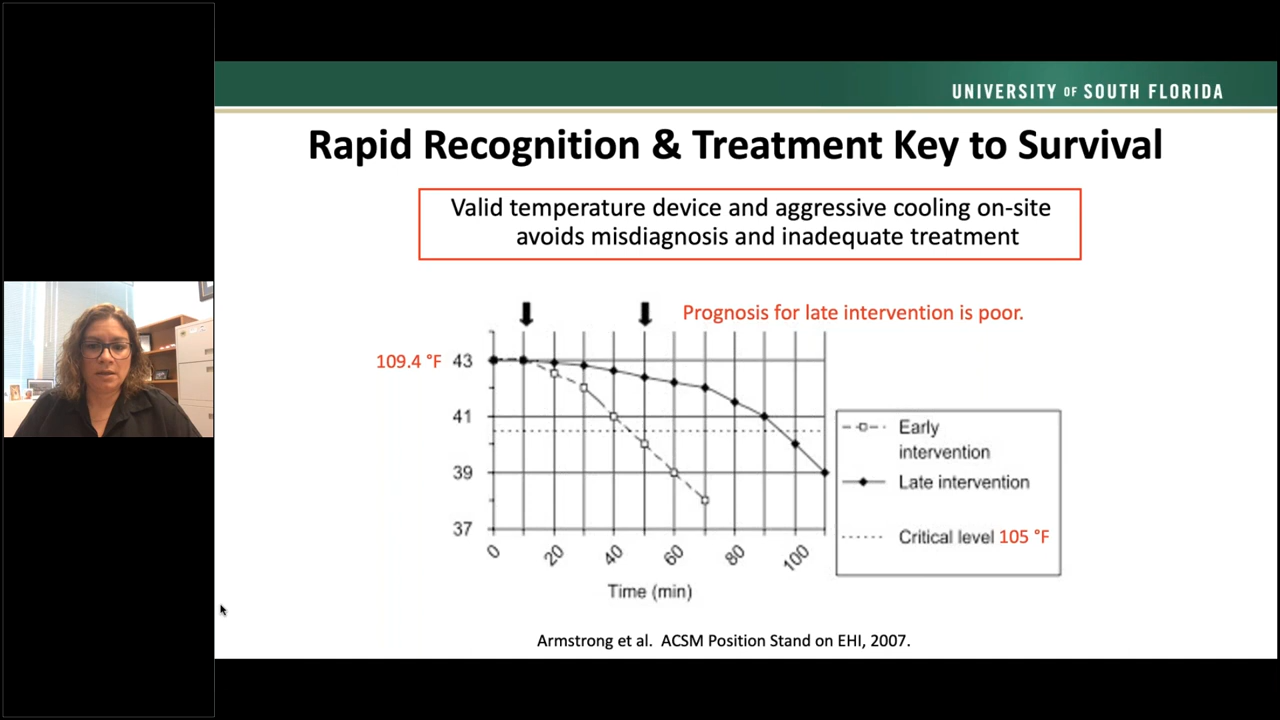 UNIVERSITY OF SOUTH FLORIDA
Rapid Recognition & Treatment Key to Survival
Valid temperature device and aggressive cooling on-site
avoids misdiagnosis and inadequate treatment
Prognosis for late intervention is poor.
109.4 °F
43
41
39
37
0
20
40
60
80
100
Time (min)
Early
intervention
Late intervention
Critical level 105 °F
Armstrong et al.  ACSM Position Stand on EHI, 2007.